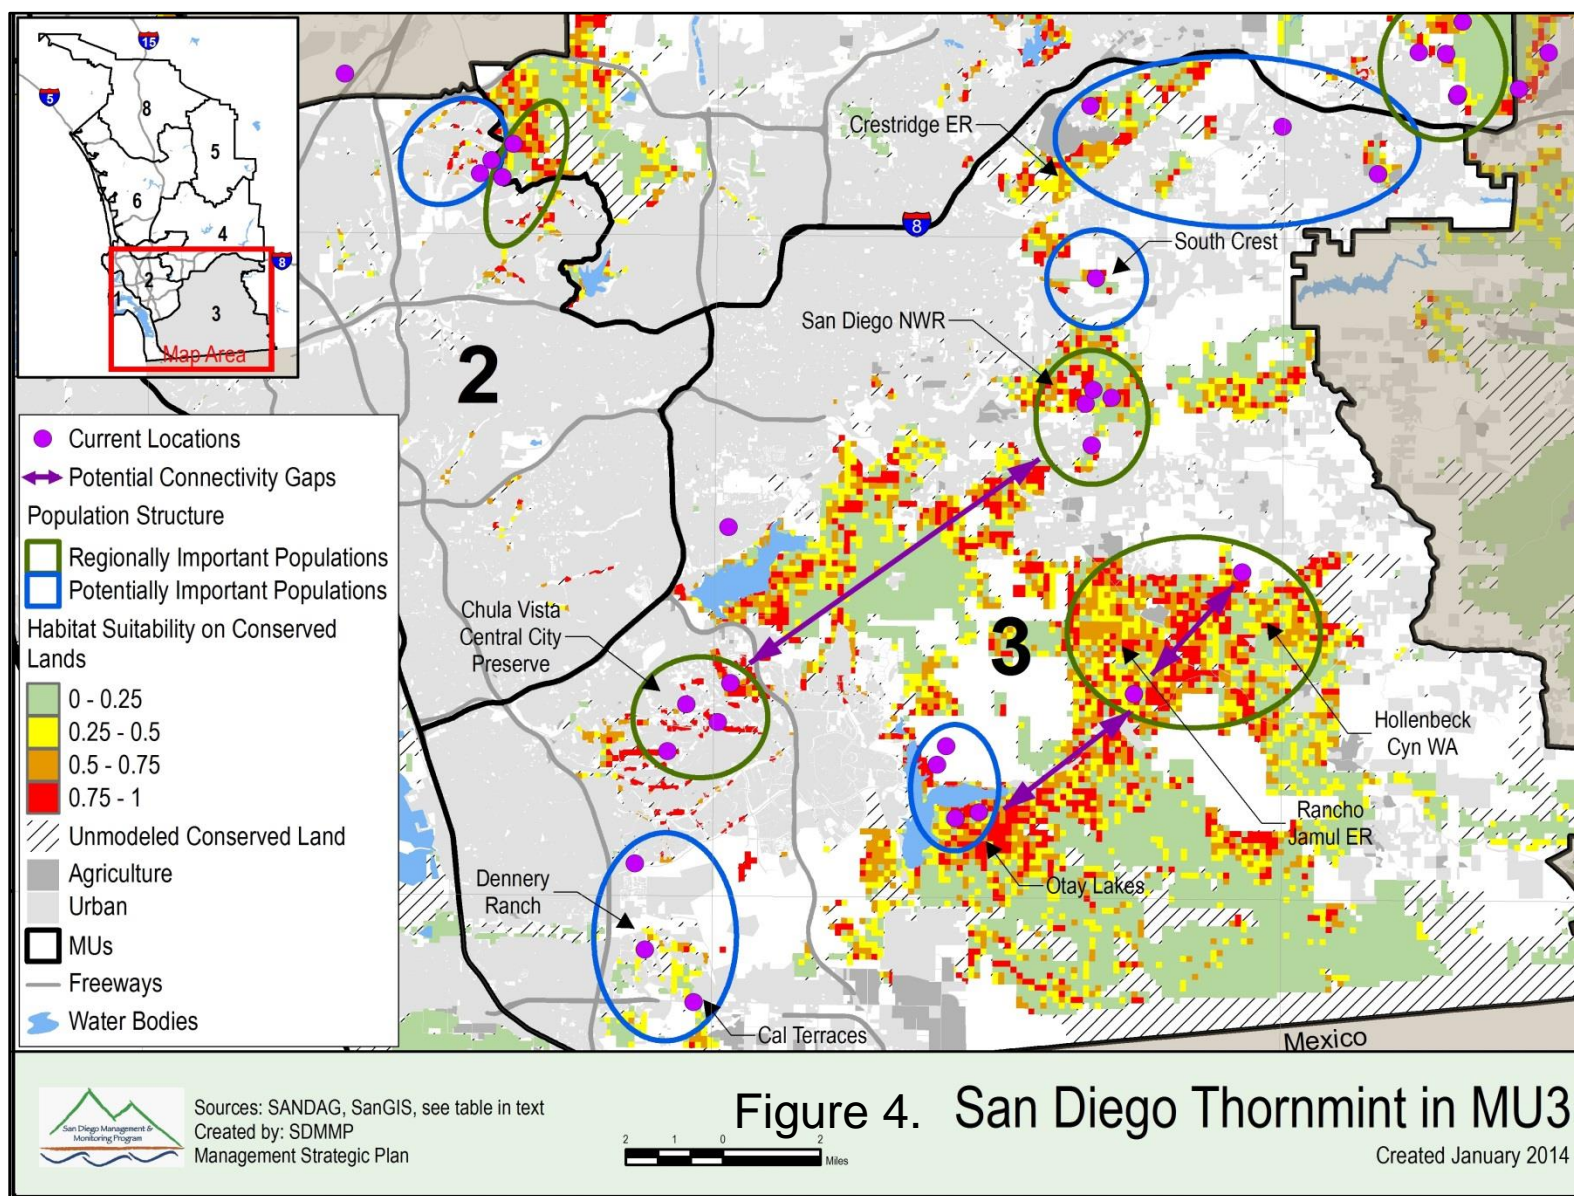 15
5
8
5
6
4
8
2
1
3
Map Area
Crestridge ER
8
South Crest
San Diego NWR
2
Current Locations
Potential Connectivity Gaps
Population Structure
Regionally Important Populations
Potentially Important Populations
Habitat Suitability on Conserved
Lands
0 - 0.25
0.25 - 0.5
0.5 - 0.75
0.75 - 1
Unmodeled Conserved Land
Agriculture
Urban
MUs
Freeways
Water Bodies
Chula Vista
Central City
Preserve
3
Hollenbeck
Cyn WA
Rancho
Jamul ER
Otay Lakes
Dennery
Ranch
Cal Terraces
Mexico
San Diego Management &
Monitoring Program
Sources: SANDAG, SanGIS, see table in text
Created by: SDMMP
Management Strategic Plan
2 1 0 2
Miles
Figure 4. San Diego Thornmint in MU3
Created January 2014